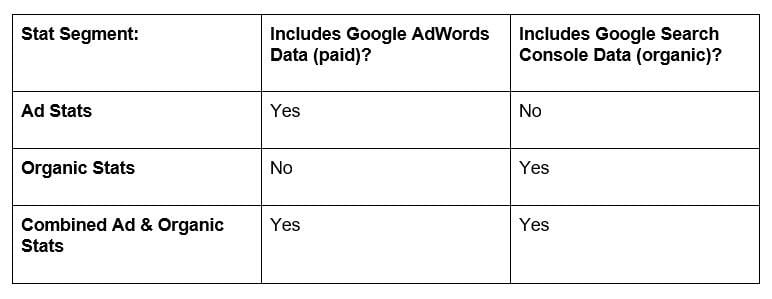 Stat Segment:
Includes Google AdWords
Data (paid)?
Includes Google Search
Console Data (organic)?
Ad Stats
Yes
No
Organic Stats
No
Yes
Combined Ad & Organic
Stats
Yes
Yes